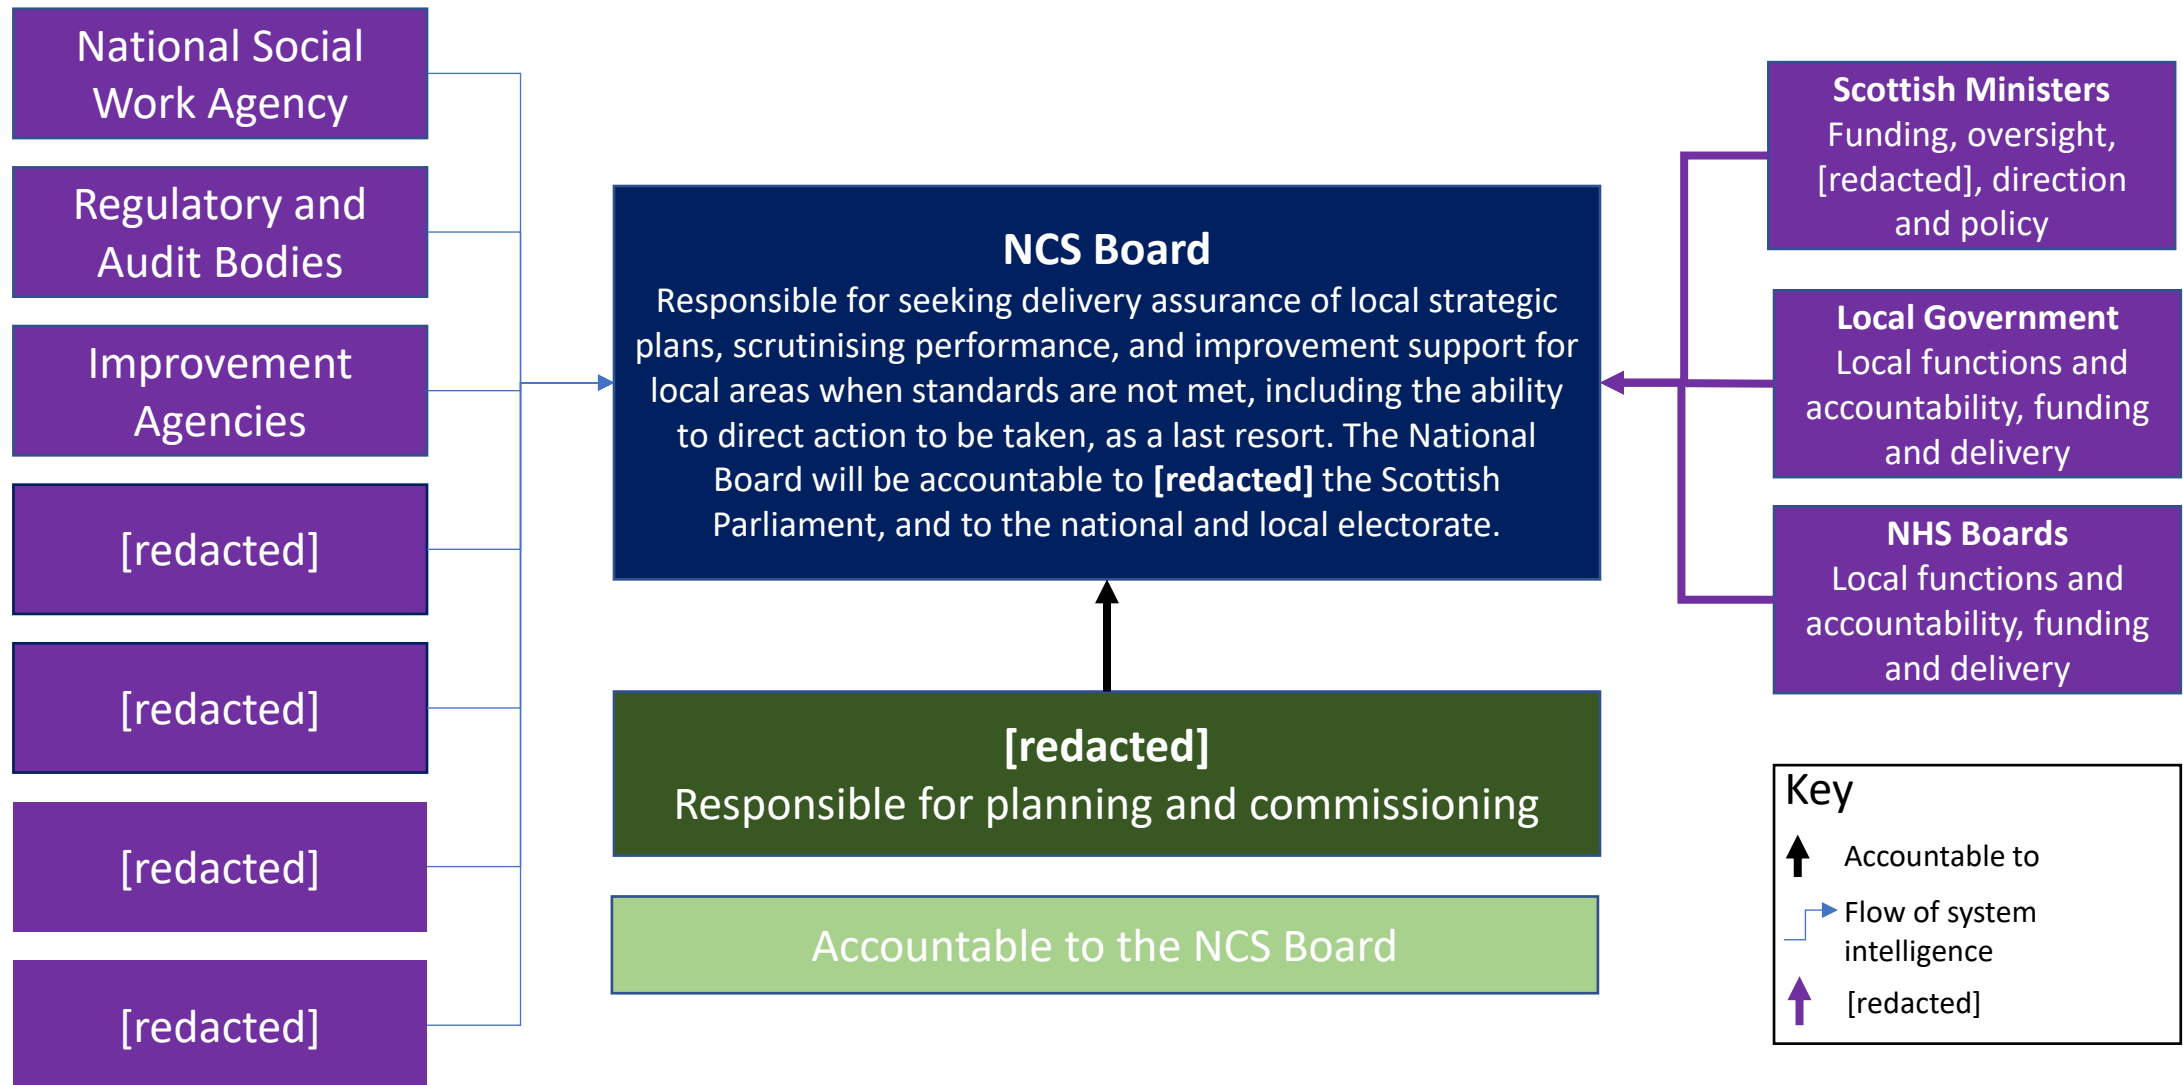 National Social
Work Agency
Regulatory and
Audit Bodies
Improvement
Agencies
[redacted]
[redacted]
[redacted]
[redacted]
NCS Board
Responsible for seeking delivery assurance of local strategic
plans, scrutinising performance, and improvement support for
local areas when standards are not met, including the ability
to direct action to be taken, as a last resort. The National
Board will be accountable to [redacted] the Scottish
Parliament, and to the national and local electorate.
[redacted]
Responsible for planning and commissioning
Accountable to the NCS Board
Scottish Ministers
Funding, oversight,
[redacted], direction
and policy
Local Government
Local functions and
accountability, funding
and delivery
NHS Boards
Local functions and
accountability, funding
and delivery
Key
Accountable to
Flow of system
intelligence
[redacted]